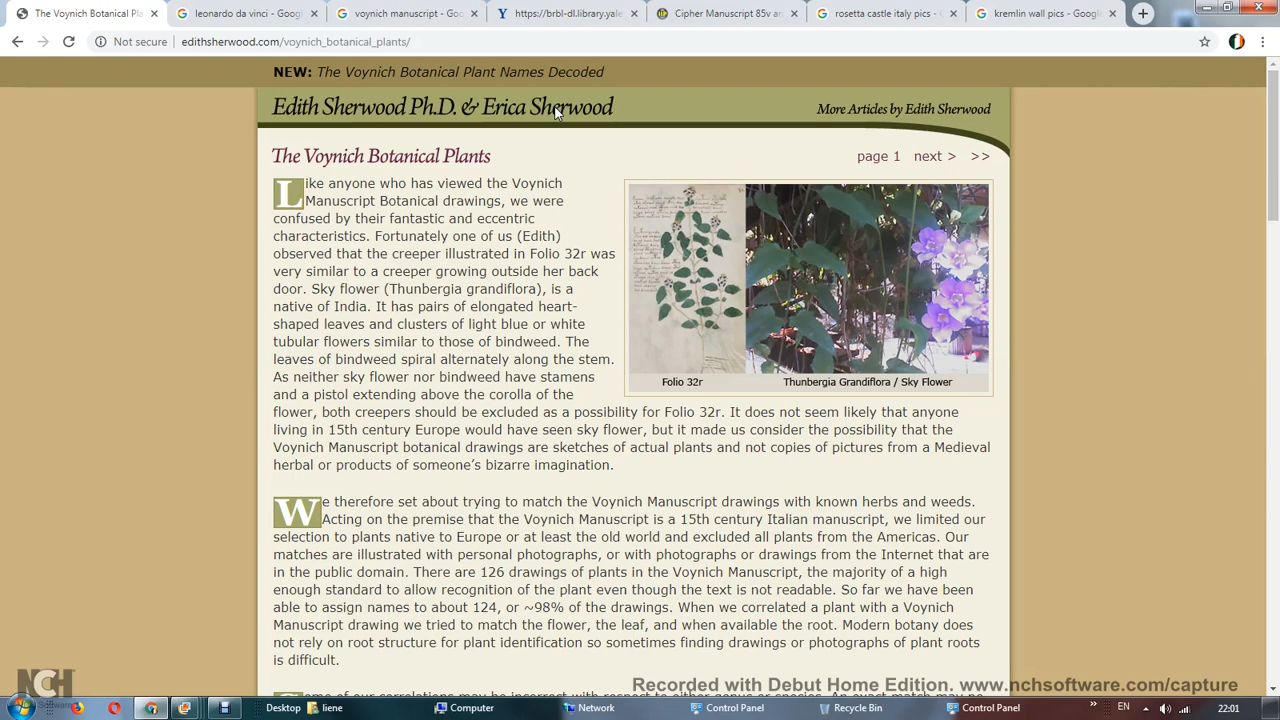 The Voynich Botanical Pl
leonardo da vinci - Googl
voynich manuscript - Goog
https://brbl-dl.library.yale
Cipher Manuscript 85v an
rosetta castle italy pics - G
kremlin wall pics - Google
Not secure edithsherwood.com/voynich_botanical_plants/
NEW: The Voynich Botanical Plant Names Decoded
Edith Sherwood Ph.D. & Erica Sherwood
More Articles by Edith Sherwood
The Voynich Botanical Plants
page 1 next > >>
Like anyone who has viewed the Voynich
Manuscript Botanical drawings, we were
confused by their fantastic and eccentric
characteristics. Fortunately one of us (Edith)
observed that the creeper illustrated in Folio 32r was
very similar to a creeper growing outside her back
door. Sky flower (Thunbergia grandiflora), is a
native of India. It has pairs of elongated heart-
shaped leaves and clusters of light blue or white
tubular flowers similar to those of bindweed. The
leaves of bindweed spiral alternately along the stem.
As neither sky flower nor bindweed have stamens
and a pistol extending above the corolla of the
flower, both creepers should be excluded as a possibility for Folio 32r. It does not seem likely that anyone
living in 15th century Europe would have seen sky flower, but it made us consider the possibility that the
Voynich Manuscript botanical drawings are sketches of actual plants and not copies of pictures from a Medieval
herbal or products of someone's bizarre imagination.
Folio 32r
Thunbergia Grandiflora / Sky Flower
We therefore set about trying to match the Voynich Manuscript drawings with known herbs and weeds.
Acting on the premise that the Voynich Manuscript is a 15th century Italian manuscript, we limited our
selection to plants native to Europe or at least the old world and excluded all plants from the Americas. Our
matches are illustrated with personal photographs, or with photographs or drawings from the Internet that are
in the public domain. There are 126 drawings of plants in the Voynich Manuscript, the majority of a high
enough standard to allow recognition of the plant even though the text is not readable. So far we have been
able to assign names to about 124, or ~98% of the drawings. When we correlated a plant with a Voynich
Manuscript drawing we tried to match the flower, the leaf, and when available the root. Modern botany does
not rely on root structure for plant identification so sometimes finding drawings or photographs of plant roots
is difficult.
NCH
Recorded with Debut Home Edition. www.nchsoftware.com/capture
Desktop
liene
Computer
Network
Control Panel
Recycle Bin
Control Panel
EN
22:01